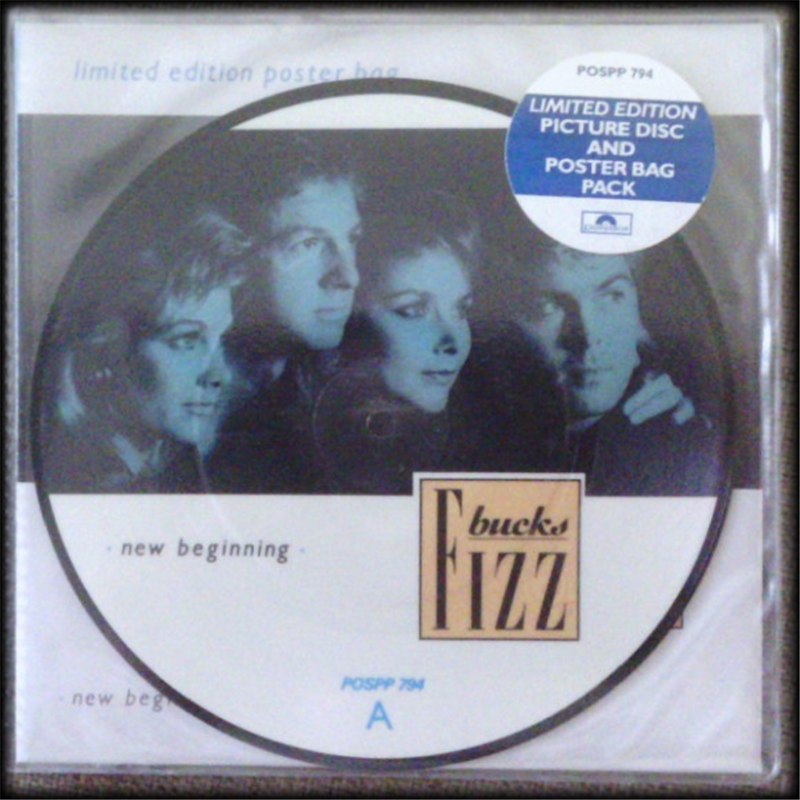 limited edition poster bag
POSPP 794
LIMITED EDITION
PICTURE DISC
AND
POSTER BAG
PACK
bucks
FIZZ
· new beginning ·
POSPP 794
A
· new begi